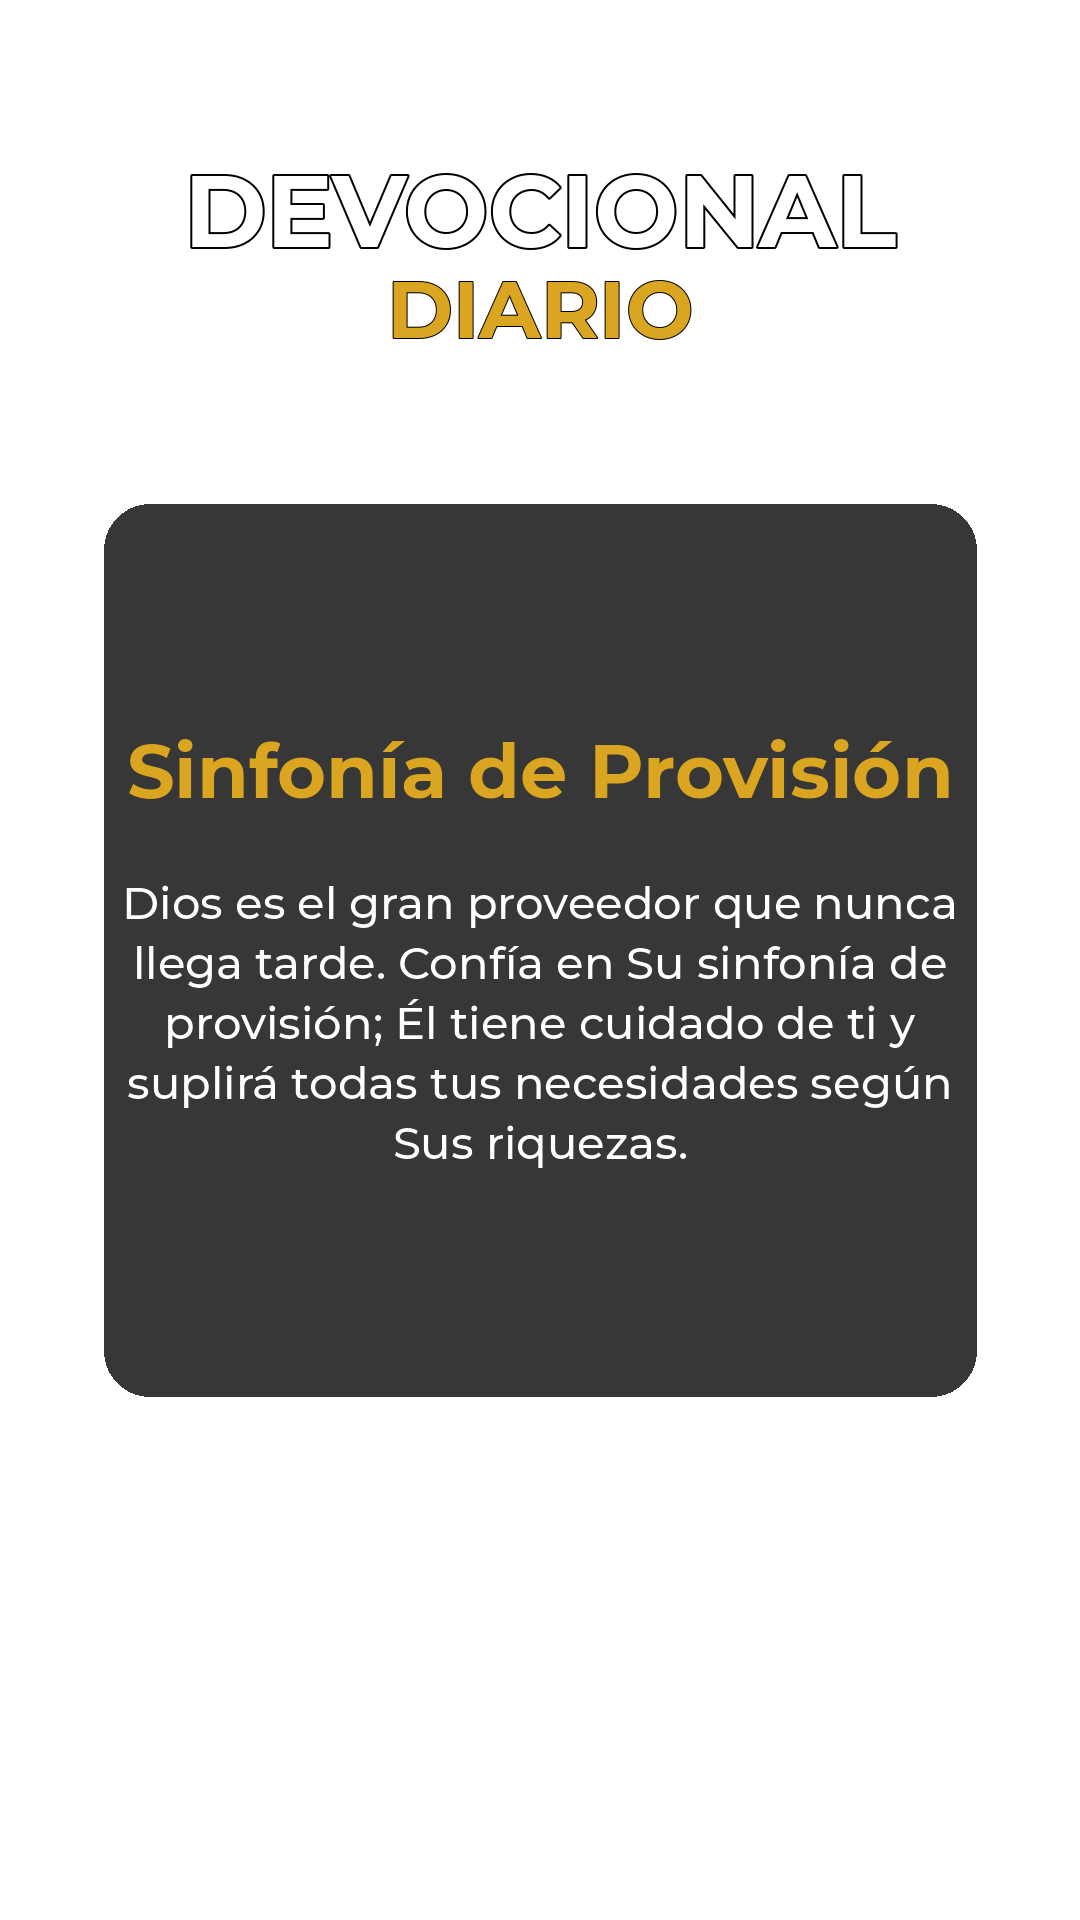 DEVOCIONAL
DIARIO
Sinfonía de Provisión
Dios es el gran proveedor que nunca
llega tarde. Confía en Su sinfonía de
provisión; Él tiene cuidado de ti y
suplirá todas tus necesidades según
Sus riquezas.